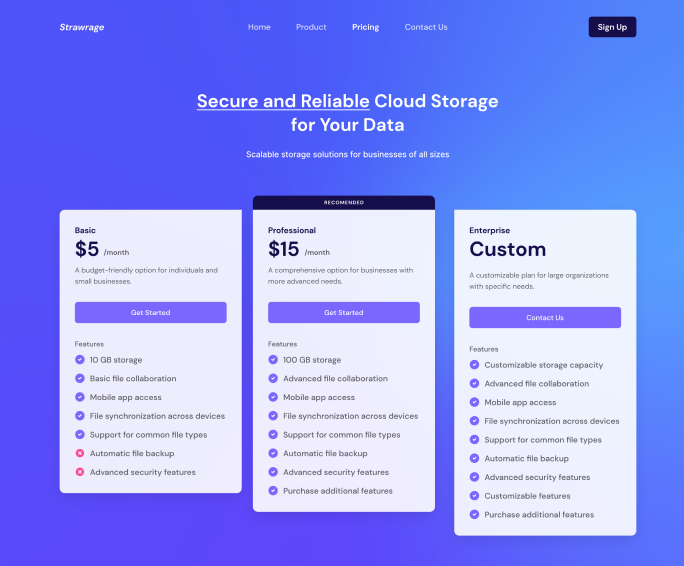 Strawrage
Home
Product
Pricing
Contact Us
Sign Up
Secure and Reliable Cloud Storage
for Your Data
Scalable storage solutions for businesses of all sizes
Basic
$5 /month
A budget-friendly option for individuals and
small businesses.
Get Started
Features
10 GB storage
Basic file collaboration
Mobile app access
File synchronization across devices
Support for common file types
Automatic file backup
Advanced security features
RECOMENDED
Professional
$15 /month
A comprehensive option for businesses with
more advanced needs.
Get Started
Features
100 GB storage
Advanced file collaboration
Mobile app access
File synchronization across devices
Support for common file types
Automatic file backup
Advanced security features
Purchase additional features
Enterprise
Custom
A customizable plan for large organizations
with specific needs.
Contact Us
Features
Customizable storage capacity
Advanced file collaboration
Mobile app access
File synchronization across devices
Support for common file types
Automatic file backup
Advanced security features
Customizable features
Purchase additional features